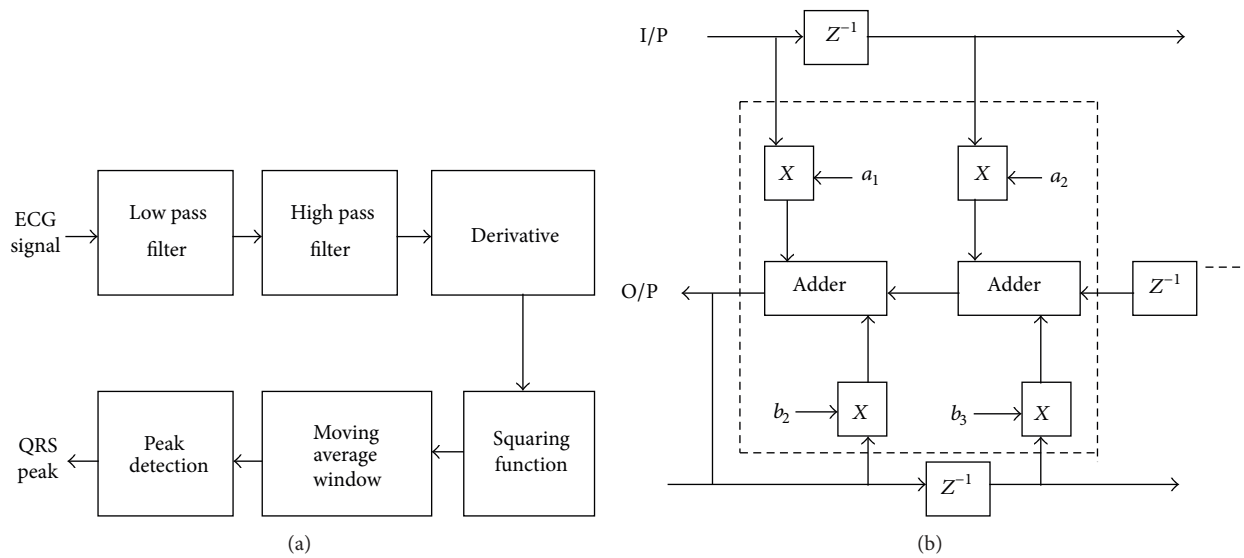 ECG
signal
Low pass
filter
High pass
filter
Derivative
QRS
peak
Peak
detection
Moving
average
window
Squaring
function
(a)
I/P
Z⁻¹
X
a₁
X
a₂
O/P
Adder
Adder
Z⁻¹
b₂
X
b₃
X
Z⁻¹
(b)